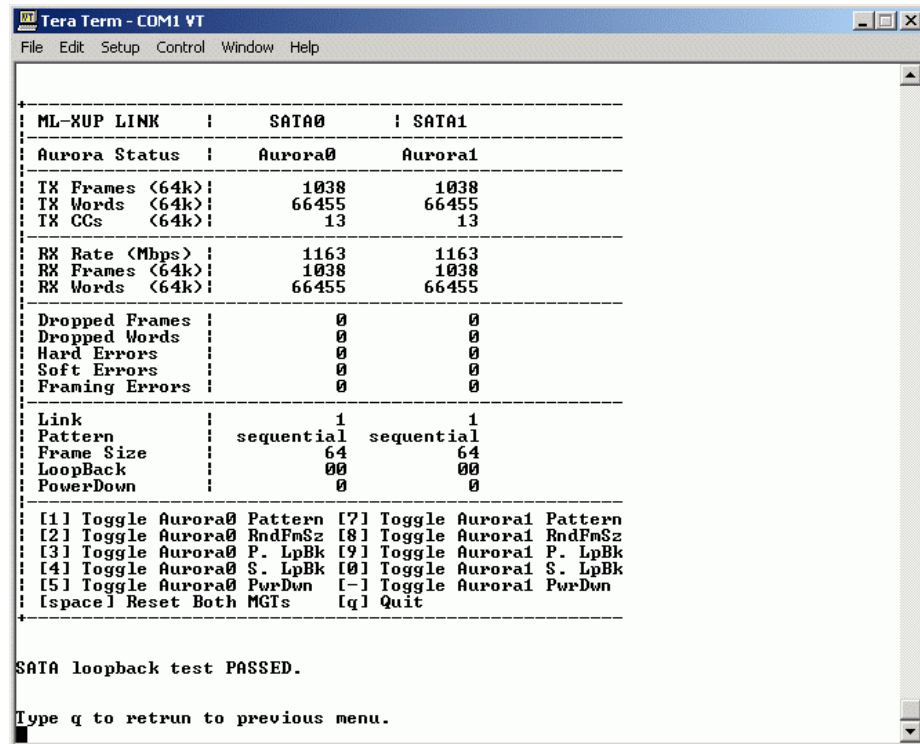 Tera Term - COM1 VT
File Edit Setup Control Window Help
ML-XUP LINK | SATA0 | SATA1
Aurora Status | Aurora0 Aurora1
TX Frames (64k)| 1038 1038
TX Words (64k)| 66455 66455
TX CCs (64k)| 13 13
RX Rate (Mbps) | 1163 1163
RX Frames (64k)| 1038 1038
RX Words (64k)| 66455 66455
Dropped Frames | 0 0
Dropped Words | 0 0
Hard Errors | 0 0
Soft Errors | 0 0
Framing Errors | 0 0
Link | 1 1
Pattern | sequential sequential
Frame Size | 64 64
LoopBack | 00 00
PowerDown | 0 0
[1] Toggle Aurora0 Pattern [7] Toggle Aurora1 Pattern
[2] Toggle Aurora0 RndFmSz [8] Toggle Aurora1 RndFmSz
[3] Toggle Aurora0 P. LpBk [9] Toggle Aurora1 P. LpBk
[4] Toggle Aurora0 S. LpBk [0] Toggle Aurora1 S. LpBk
[5] Toggle Aurora0 PwrDwn [-] Toggle Aurora1 PwrDwn
[space] Reset Both MGTs [q] Quit
SATA loopback test PASSED.
Type q to retrun to previous menu.